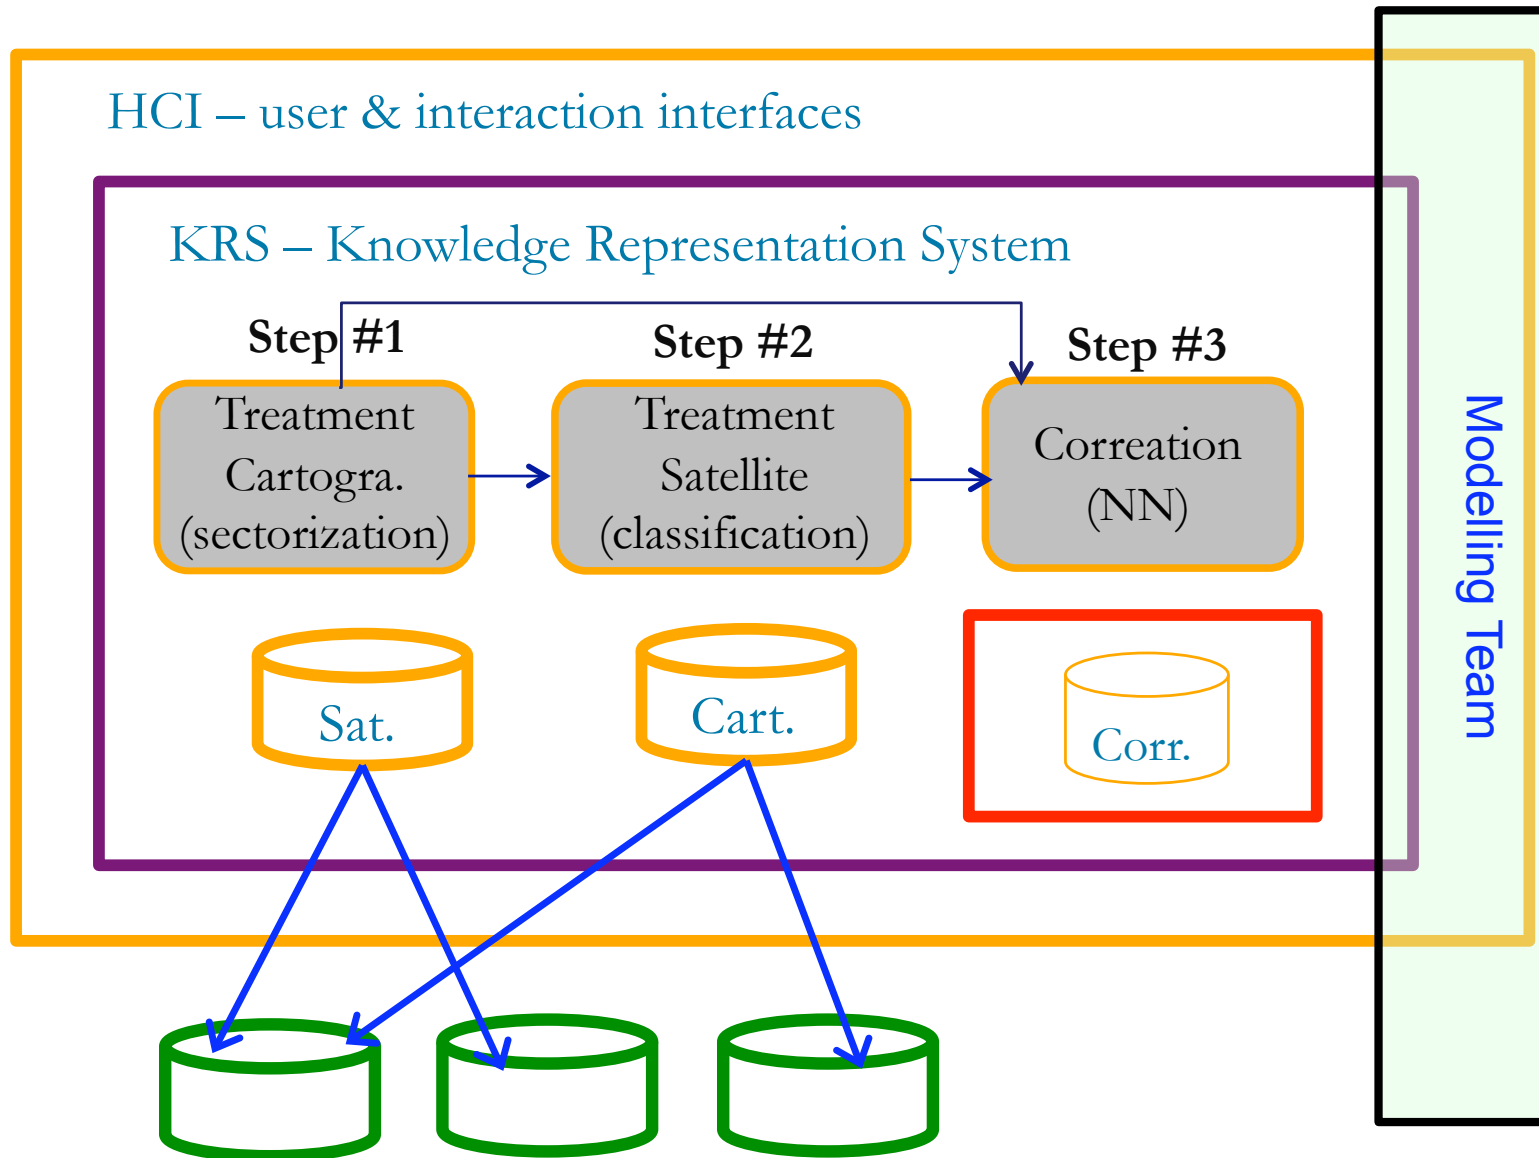 HCI – user & interaction interfaces
KRS – Knowledge Representation System
Step #1
Step #2
Step #3
Treatment
Cartogra.
(sectorization)
Treatment
Satellite
(classification)
Correation
(NN)
Sat.
Cart.
Corr.
Modelling Team